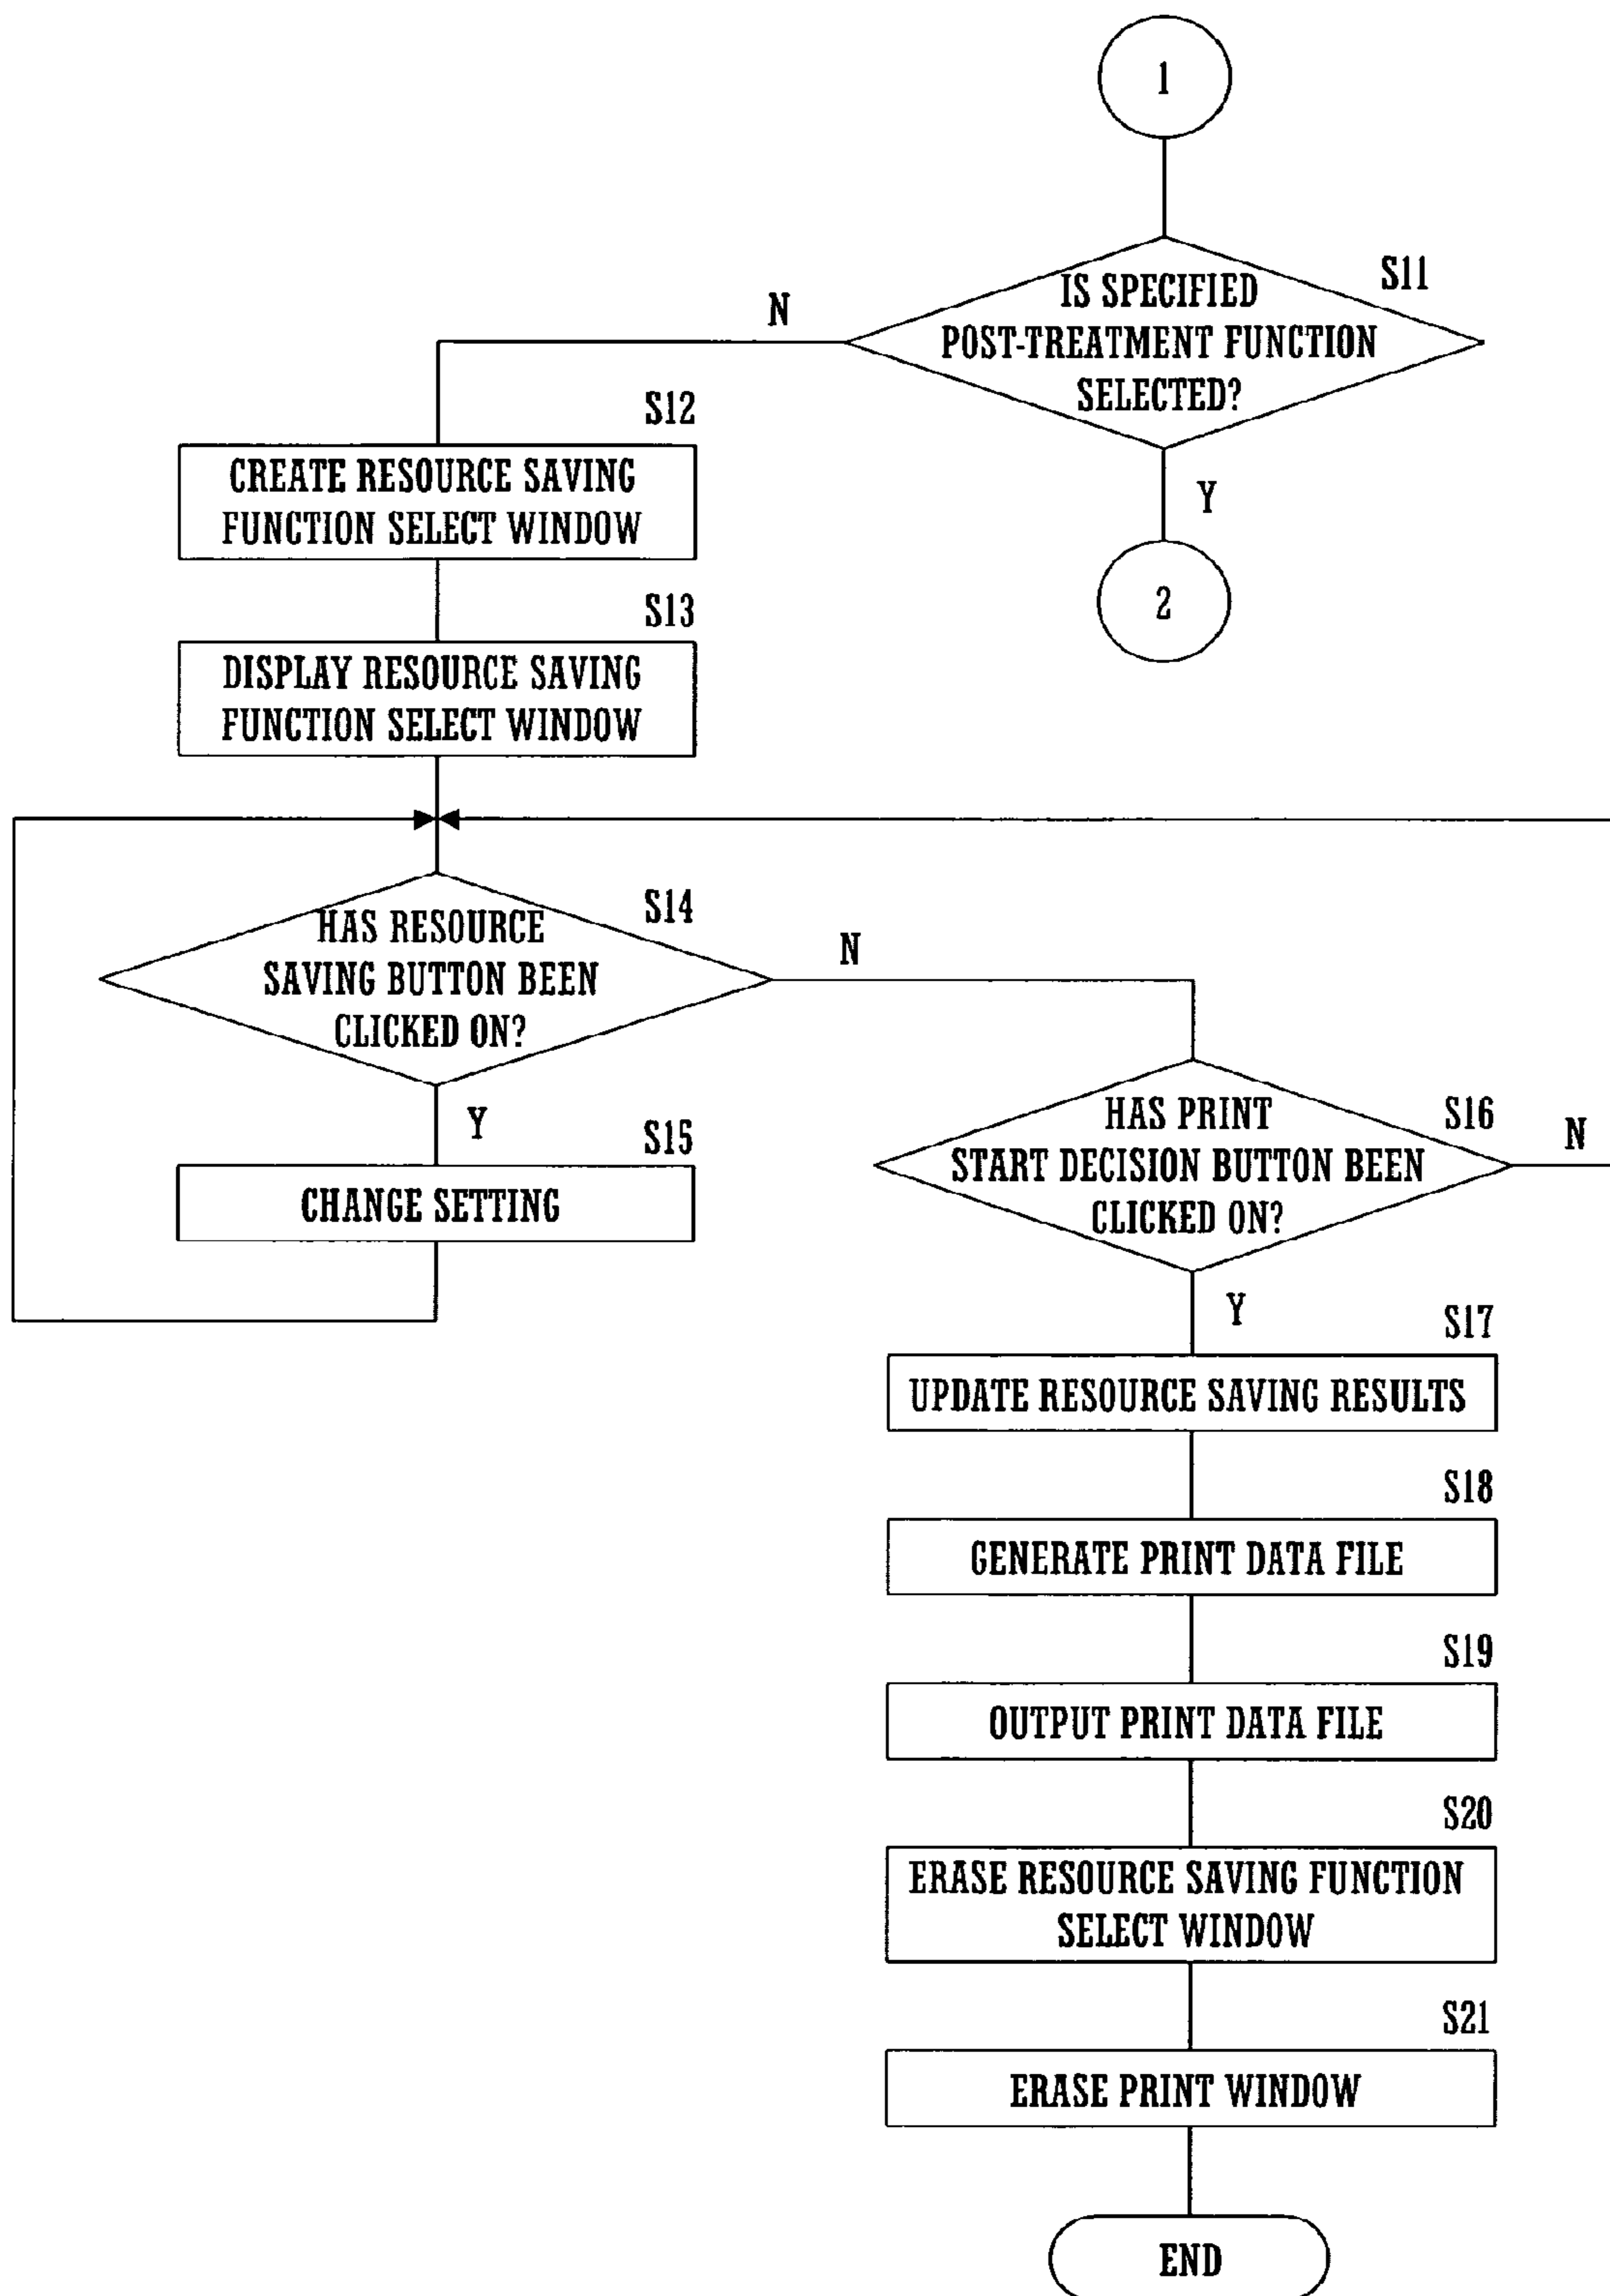 1
S11
IS SPECIFIED
POST-TREATMENT FUNCTION
SELECTED?
N
Y
2
S12
CREATE RESOURCE SAVING
FUNCTION SELECT WINDOW
S13
DISPLAY RESOURCE SAVING
FUNCTION SELECT WINDOW
S14
HAS RESOURCE
SAVING BUTTON BEEN
CLICKED ON?
N
Y
S15
CHANGE SETTING
S16
HAS PRINT
START DECISION BUTTON BEEN
CLICKED ON?
N
Y
S17
UPDATE RESOURCE SAVING RESULTS
S18
GENERATE PRINT DATA FILE
S19
OUTPUT PRINT DATA FILE
S20
ERASE RESOURCE SAVING FUNCTION
SELECT WINDOW
S21
ERASE PRINT WINDOW
END